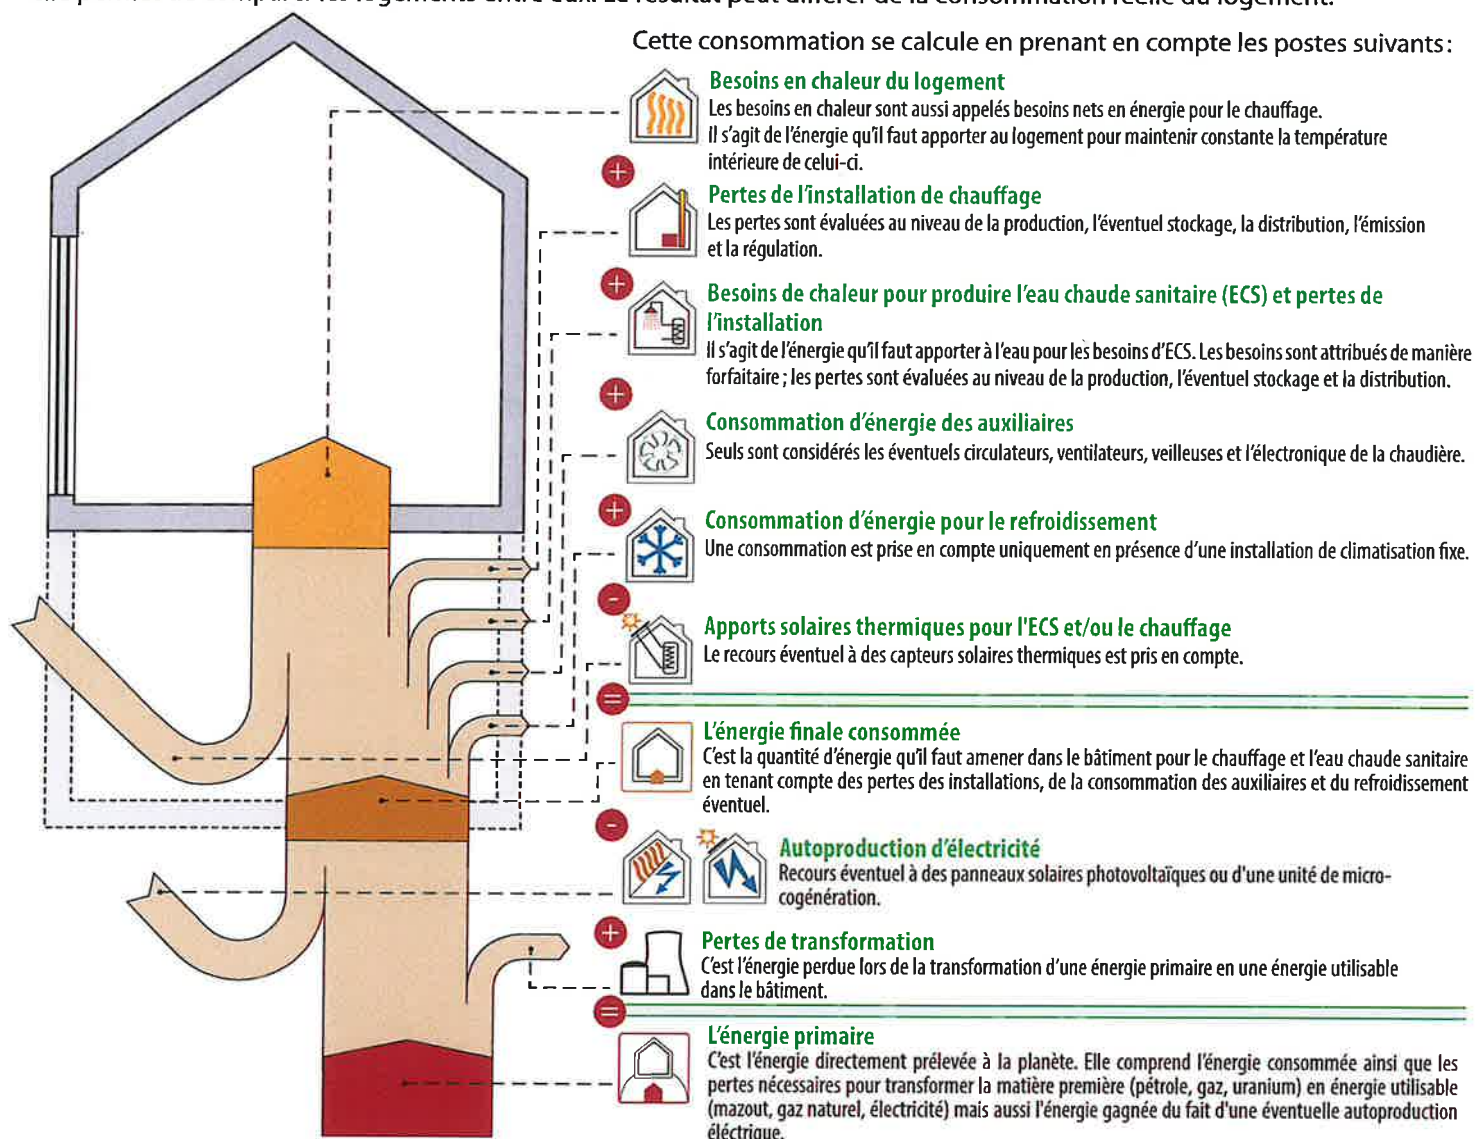 Cette consommation se calcule en prenant en compte les postes suivants :
Besoins en chaleur du logement
Les besoins en chaleur sont aussi appelés besoins nets en énergie pour le chauffage.
Il s'agit de l'énergie qu'il faut apporter au logement pour maintenir constante la température
intérieure de celui-ci.
+
Pertes de l'installation de chauffage
Les pertes sont évaluées au niveau de la production, l'éventuel stockage, la distribution, l'émission
et la régulation.
+
Besoins de chaleur pour produire l'eau chaude sanitaire (ECS) et pertes de
l'installation
Il s'agit de l'énergie qu'il faut apporter à l'eau pour les besoins d'ECS. Les besoins sont attribués de manière
forfaitaire ; les pertes sont évaluées au niveau de la production, l'éventuel stockage et la distribution.
+
Consommation d'énergie des auxiliaires
Seuls sont considérés les éventuels circulateurs, ventilateurs, veilleuses et l'électronique de la chaudière.
+
Consommation d'énergie pour le refroidissement
Une consommation est prise en compte uniquement en présence d'une installation de climatisation fixe.
-
Apports solaires thermiques pour l'ECS et/ou le chauffage
Le recours éventuel à des capteurs solaires thermiques est pris en compte.
=
L'énergie finale consommée
C'est la quantité d'énergie qu'il faut amener dans le bâtiment pour le chauffage et l'eau chaude sanitaire
en tenant compte des pertes des installations, de la consommation des auxiliaires et du refroidissement
éventuel.
-
Autoproduction d'électricité
Recours éventuel à des panneaux solaires photovoltaïques ou d'une unité de micro-
cogénération.
+
Pertes de transformation
C'est l'énergie perdue lors de la transformation d'une énergie primaire en une énergie utilisable
dans le bâtiment.
=
L'énergie primaire
C'est l'énergie directement prélevée à la planète. Elle comprend l'énergie consommée ainsi que les
pertes nécessaires pour transformer la matière première (pétrole, gaz, uranium) en énergie utilisable
(mazout, gaz naturel, électricité) mais aussi l'énergie gagnée du fait d'une éventuelle autoproduction
éléctrique.